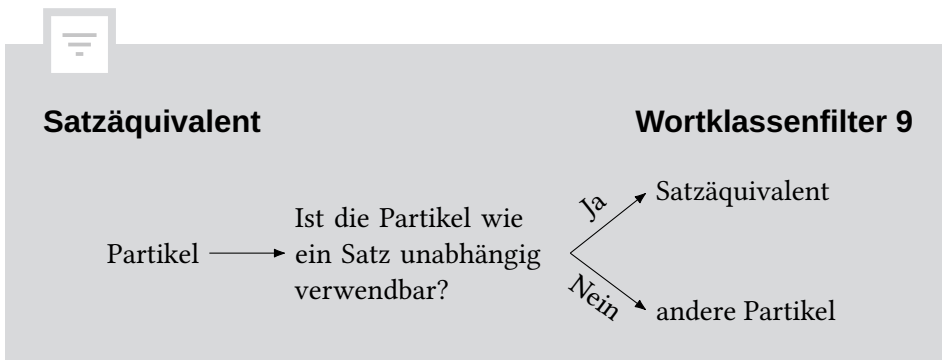 Satzäquivalent
Wortklassenfilter 9
Partikel
Ist die Partikel wie
ein Satz unabhängig
verwendbar?
Ja
Satzäquivalent
Nein
andere Partikel